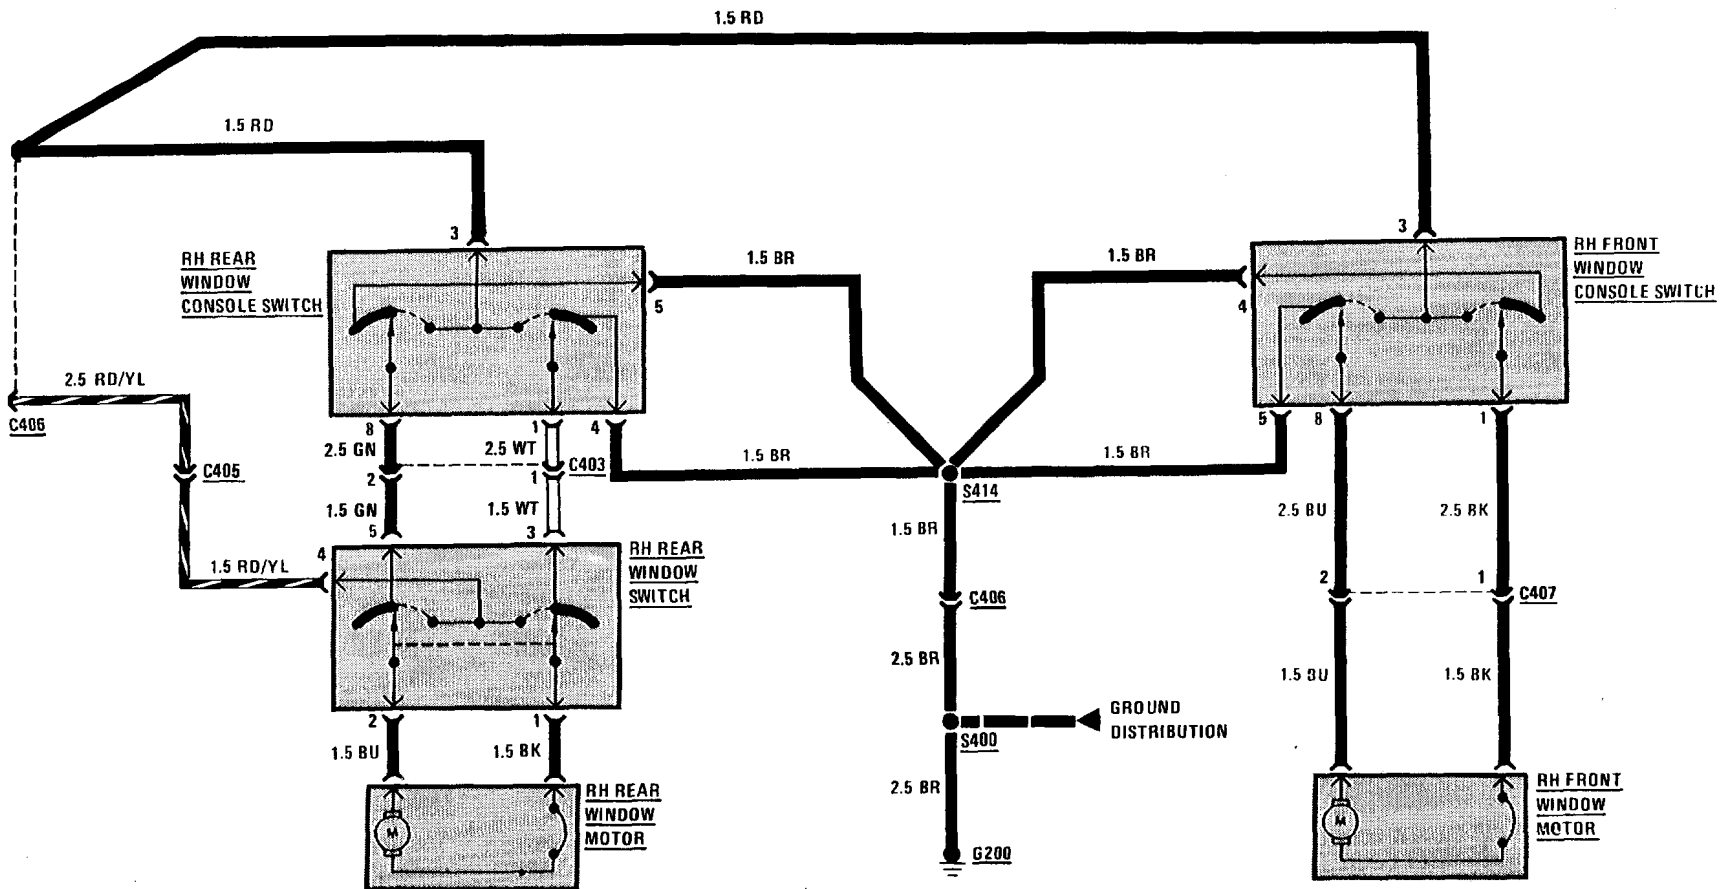 1.5 RD
1.5 RD
3
3
RH REAR
WINDOW
CONSOLE SWITCH
1.5 BR
5
1.5 BR
4
RH FRONT
WINDOW
CONSOLE SWITCH
2.5 RD/YL
C406
8
1
4
5
8
1
2.5 GN
2.5 WT
C403
1.5 BR
1.5 BR
C405
2
1
S414
1.5 GN
1.5 WT
2.5 BU
2.5 BK
5
3
1.5 BR
4
RH REAR
WINDOW
SWITCH
1.5 RD/YL
2
1
C407
C406
2.5 BR
1.5 BU
1.5 BK
2
1
GROUND
DISTRIBUTION
S400
1.5 BU
1.5 BK
2.5 BR
RH REAR
WINDOW
MOTOR
M
RH FRONT
WINDOW
MOTOR
M
G200